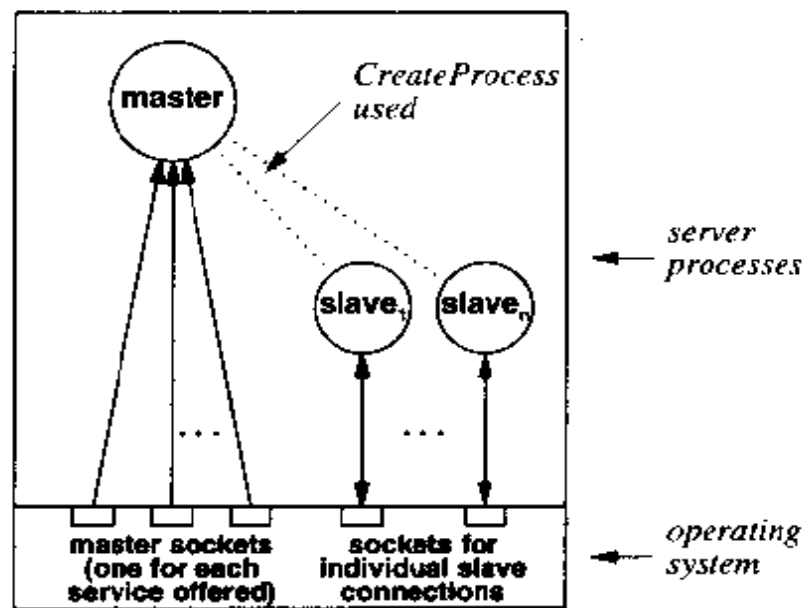 master
CreateProcess
used
server
processes
slave₁
slaveₙ
...
...
master sockets
(one for each
service offered)
sockets for
individual slave
connections
operating
system